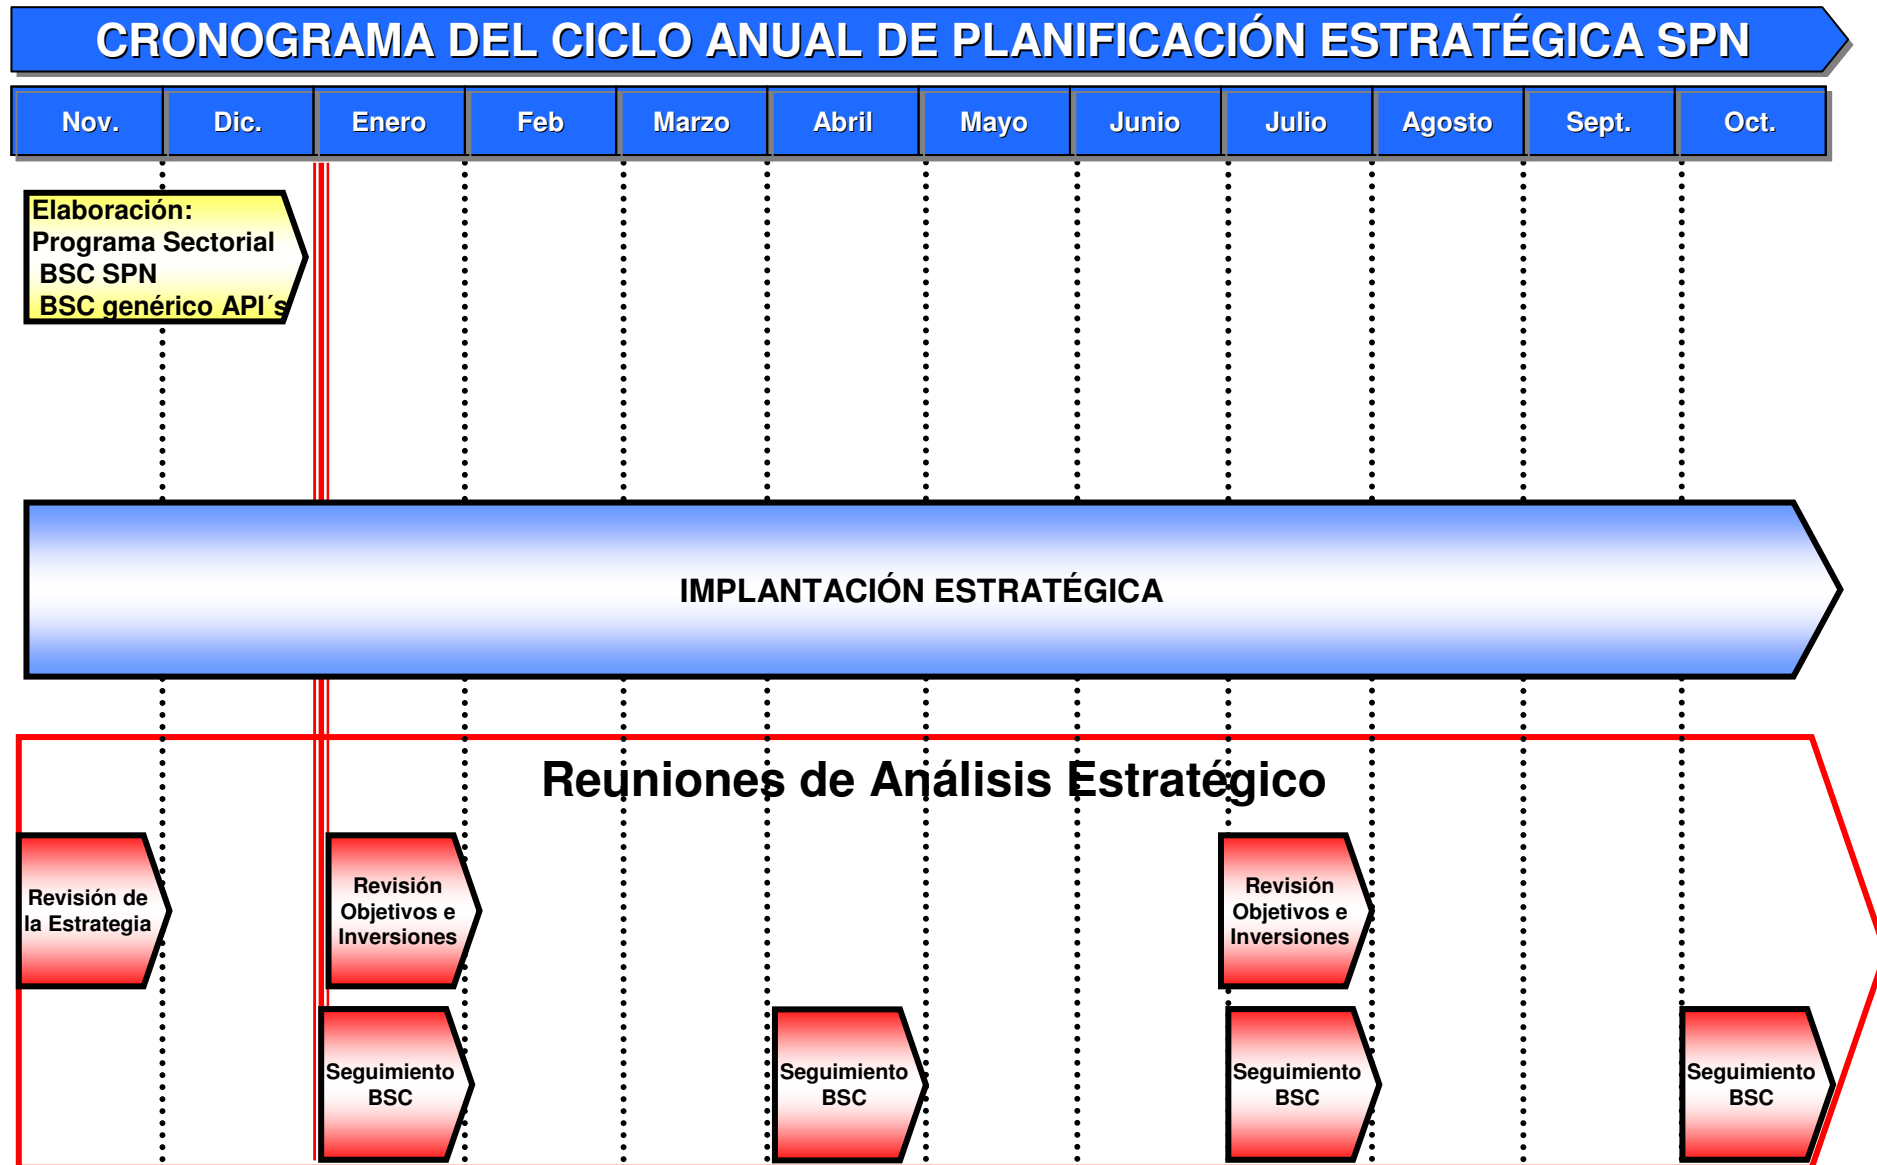 CRONOGRAMA DEL CICLO ANUAL DE PLANIFICACIÓN ESTRATÉGICA SPN
Nov. Dic. Enero Feb Marzo Abril Mayo Junio Julio Agosto Sept. Oct.
Elaboración:
Programa Sectorial
BSC SPN
BSC genérico API´s
IMPLANTACIÓN ESTRATÉGICA
Reuniones de Análisis Estratégico
Revisión de
la Estrategia
Revisión
Objetivos e
Inversiones
Revisión
Objetivos e
Inversiones
Seguimiento
BSC
Seguimiento
BSC
Seguimiento
BSC
Seguimiento
BSC